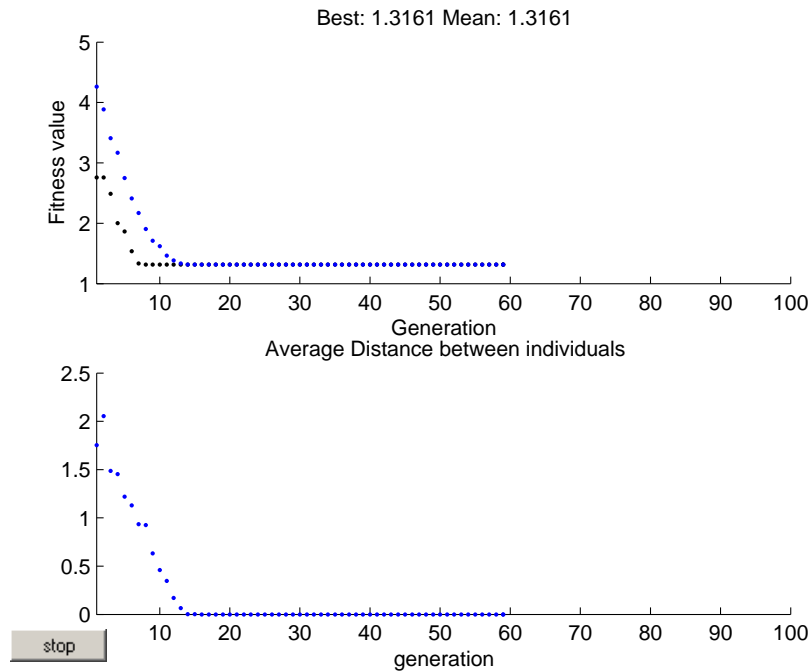 Best: 1.3161 Mean: 1.3161
5
4
3
2
1
Fitness value
10 20 30 40 50 60 70 80 90 100
Generation
Average Distance between individuals
2.5
2
1.5
1
0.5
0
10 20 30 40 50 60 70 80 90 100
generation
stop